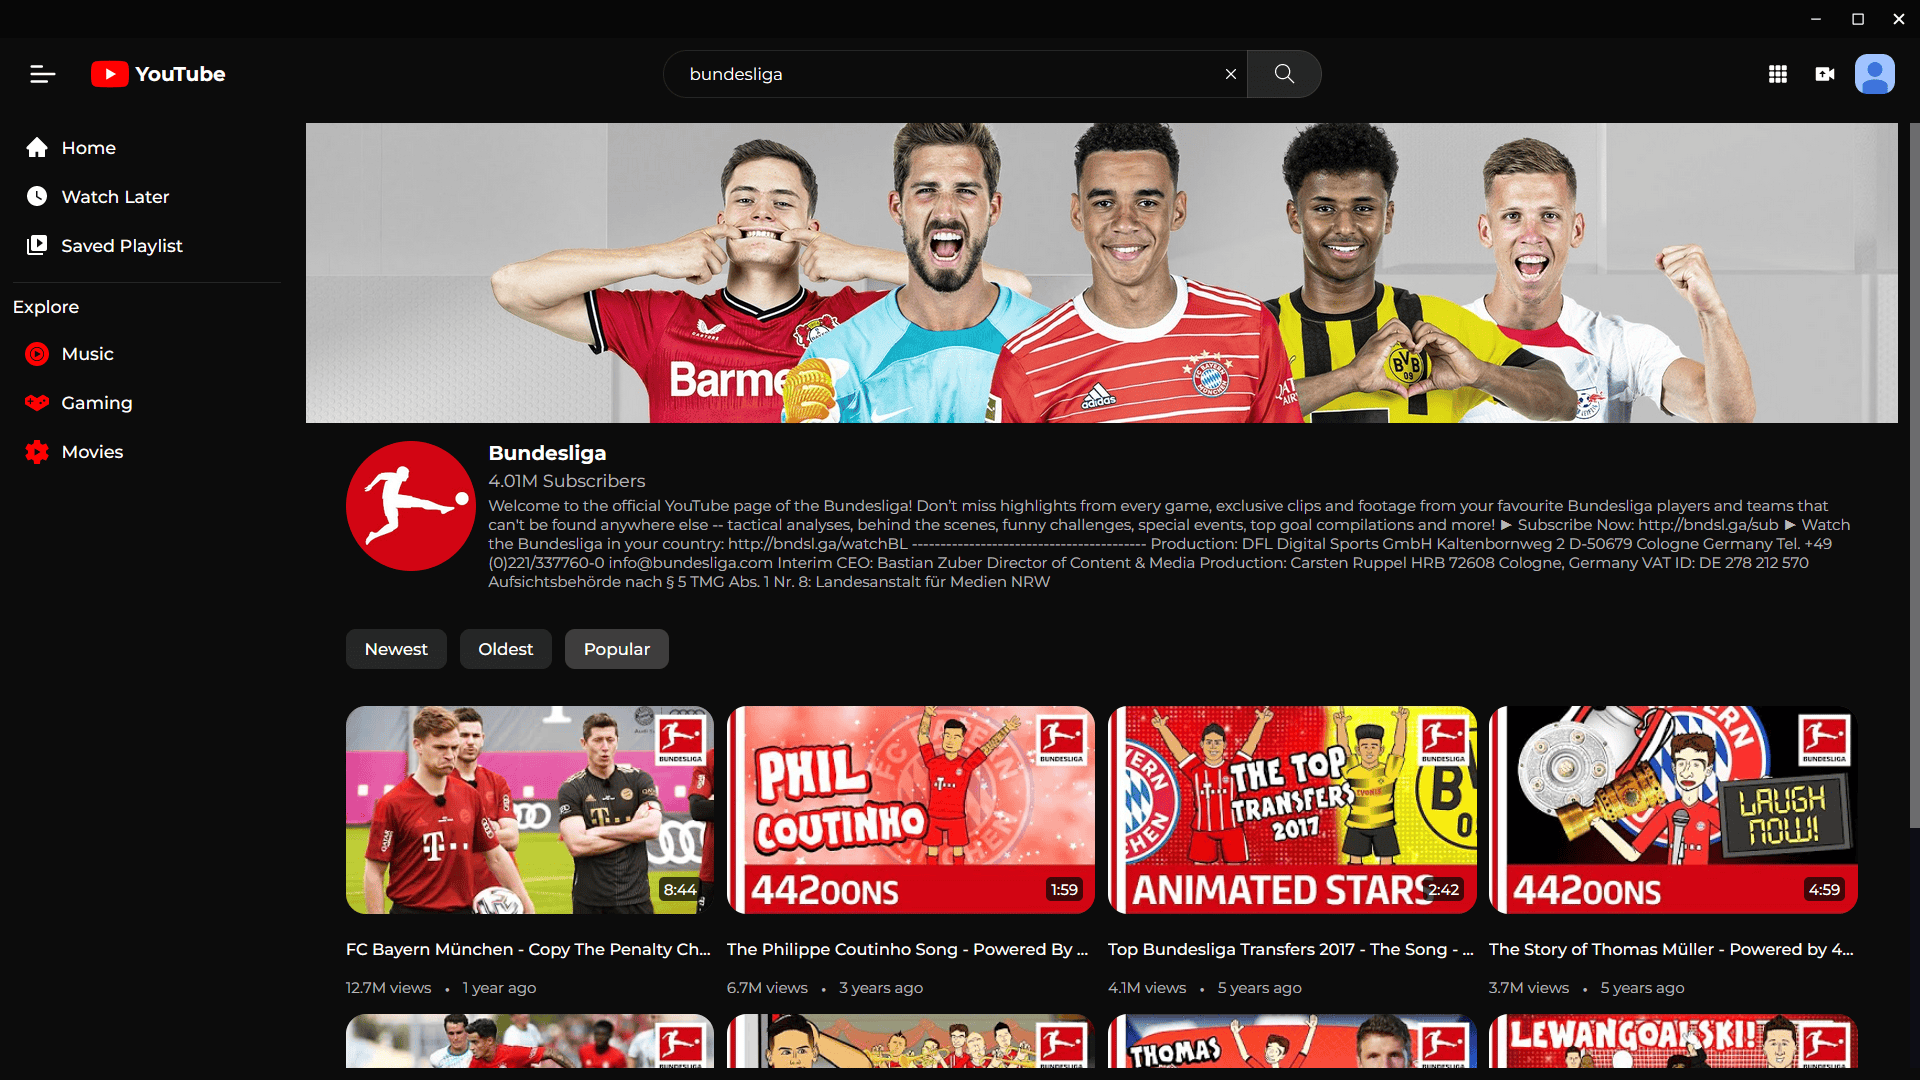 YouTube
bundesliga
Home
Watch Later
Saved Playlist
Explore
Music
Gaming
Movies
Barme
adidas
BVB
09
Bundesliga
4.01M Subscribers
Welcome to the official YouTube page of the Bundesliga! Don’t miss highlights from every game, exclusive clips and footage from your favourite Bundesliga players and teams that
can't be found anywhere else -- tactical analyses, behind the scenes, funny challenges, special events, top goal compilations and more! ► Subscribe Now: http://bndsl.ga/sub ► Watch
the Bundesliga in your country: http://bndsl.ga/watchBL ----------------------------------------- Production: DFL Digital Sports GmbH Kaltenbornweg 2 D-50679 Cologne Germany Tel. +49
(0)221/337760-0 info@bundesliga.com Interim CEO: Bastian Zuber Director of Content & Media Production: Carsten Ruppel HRB 72608 Cologne, Germany VAT ID: DE 278 212 570
Aufsichtsbehörde nach § 5 TMG Abs. 1 Nr. 8: Landesanstalt für Medien NRW
Newest
Oldest
Popular
BUNDESLIGA
8:44
PHIL
COUTINHO
BUNDESLIGA
442OONS
1:59
THE TOP
TRANSFERS
2017
BUNDESLIGA
ANIMATED STARS
2:42
LAUGH
NOW!
BUNDESLIGA
442OONS
4:59
FC Bayern München - Copy The Penalty Ch...
12.7M views • 1 year ago
The Philippe Coutinho Song - Powered By ...
6.7M views • 3 years ago
Top Bundesliga Transfers 2017 - The Song - ...
4.1M views • 5 years ago
The Story of Thomas Müller - Powered by 4...
3.7M views • 5 years ago
THOMAS
LEWANGOALSKI!